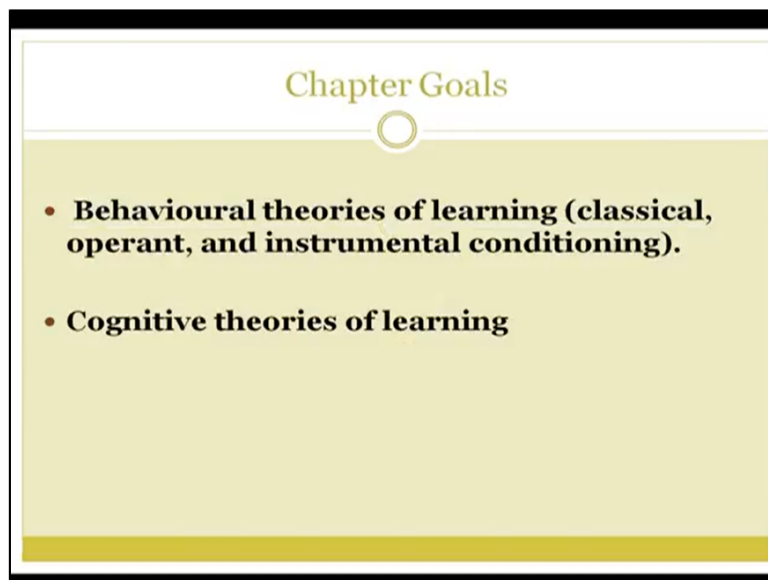 Chapter Goals
• Behavioural theories of learning (classical,
operant, and instrumental conditioning).
• Cognitive theories of learning